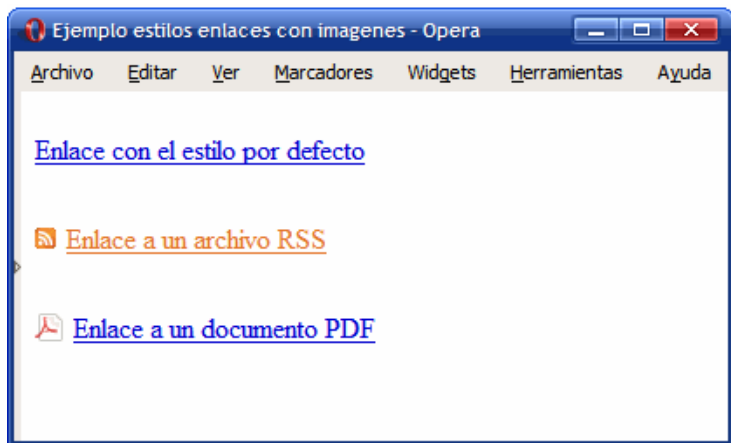 Ejemplo estilos enlaces con imagenes - Opera
Archivo Editar Ver Marcadores Widgets Herramientas Ayuda
Enlace con el estilo por defecto
Enlace a un archivo RSS
Enlace a un documento PDF